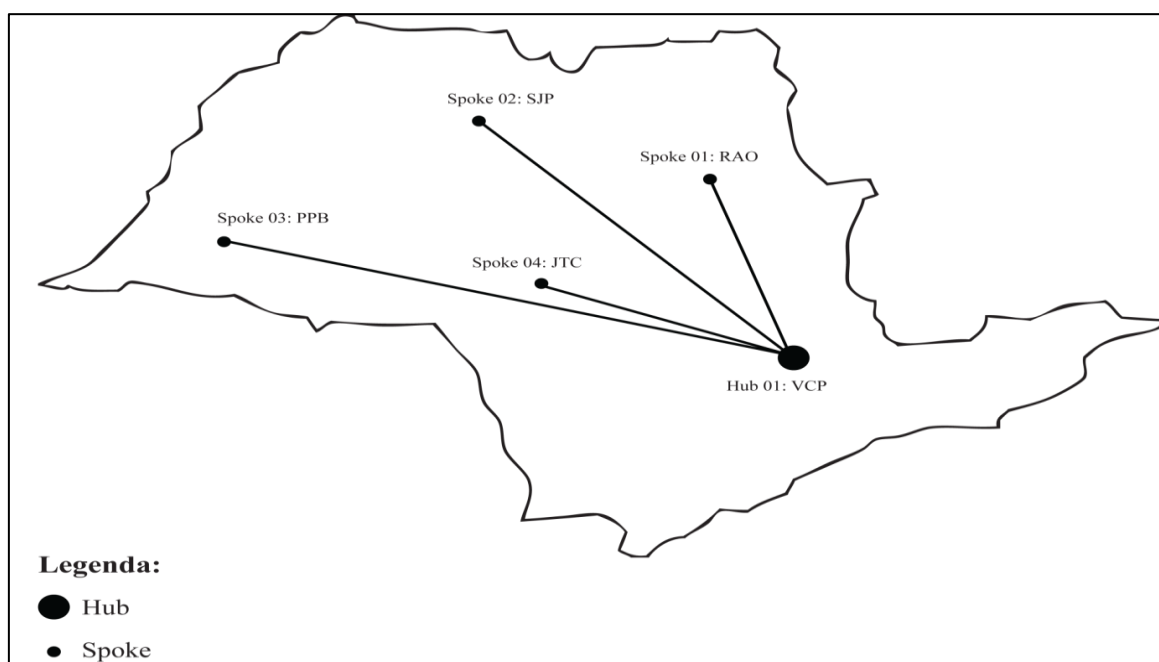 Spoke 02: SJP
Spoke 01: RAO
Spoke 03: PPB
Spoke 04: JTC
Hub 01: VCP
Legenda:
Hub
Spoke